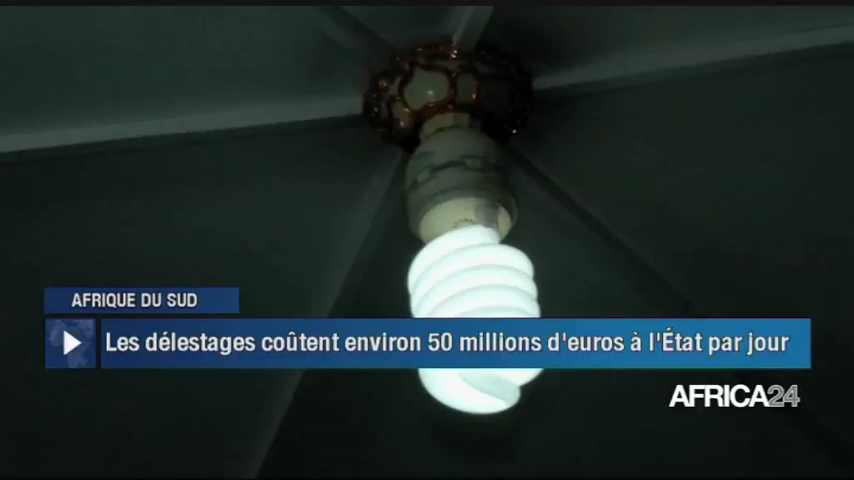 AFRIQUE DU SUD
Les délestages coûtent environ 50 millions d'euros à l'État par jour
AFRICA24